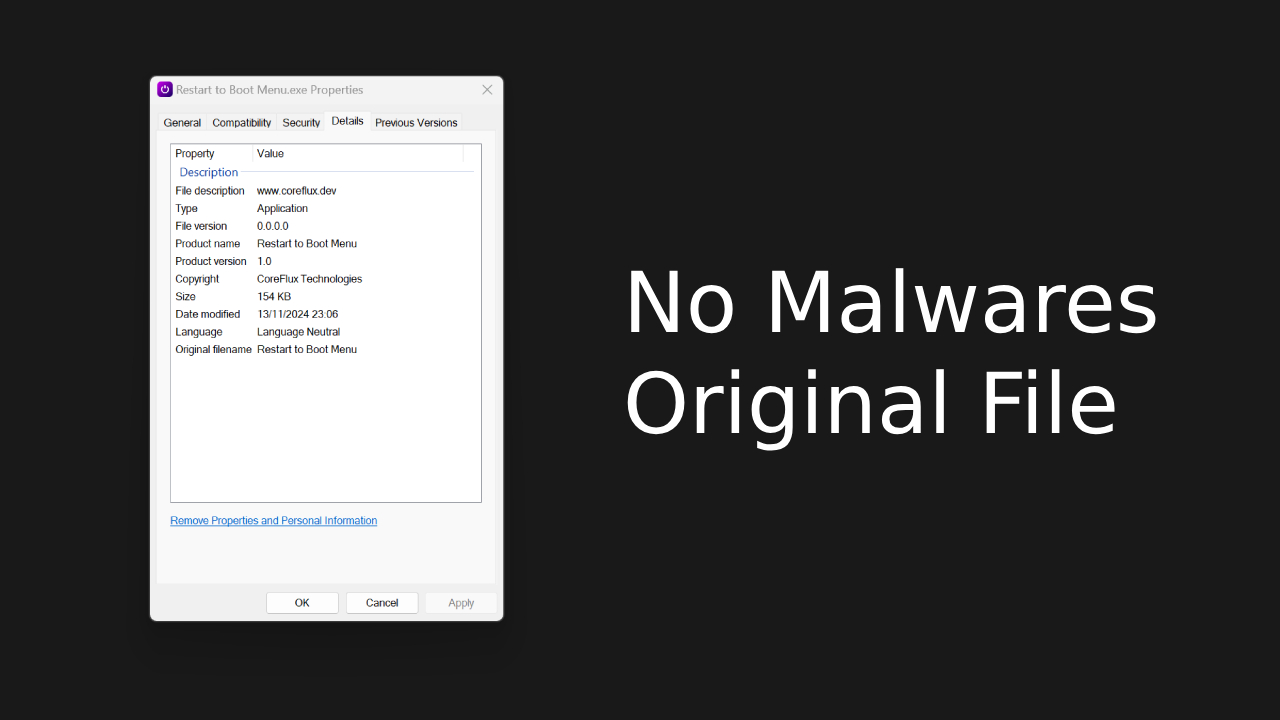 Restart to Boot Menu.exe Properties
General Compatibility Security Details Previous Versions
Property Value
Description
File description www.coreflux.dev
Type Application
File version 0.0.0.0
Product name Restart to Boot Menu
Product version 1.0
Copyright CoreFlux Technologies
Size 154 KB
Date modified 13/11/2024 23:06
Language Language Neutral
Original filename Restart to Boot Menu
Remove Properties and Personal Information
OK Cancel Apply
No Malwares
Original File